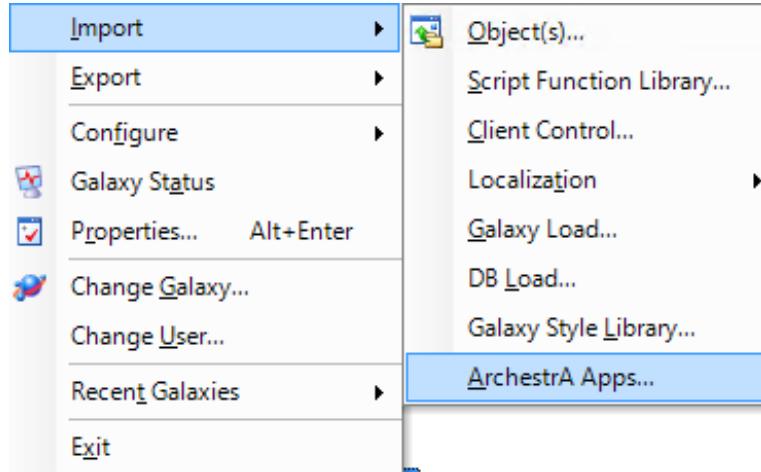 Import
Export
Configure
Galaxy Status
Properties... Alt+Enter
Change Galaxy...
Change User...
Recent Galaxies
Exit
Object(s)...
Script Function Library...
Client Control...
Localization
Galaxy Load...
DB Load...
Galaxy Style Library...
ArchestrA Apps...